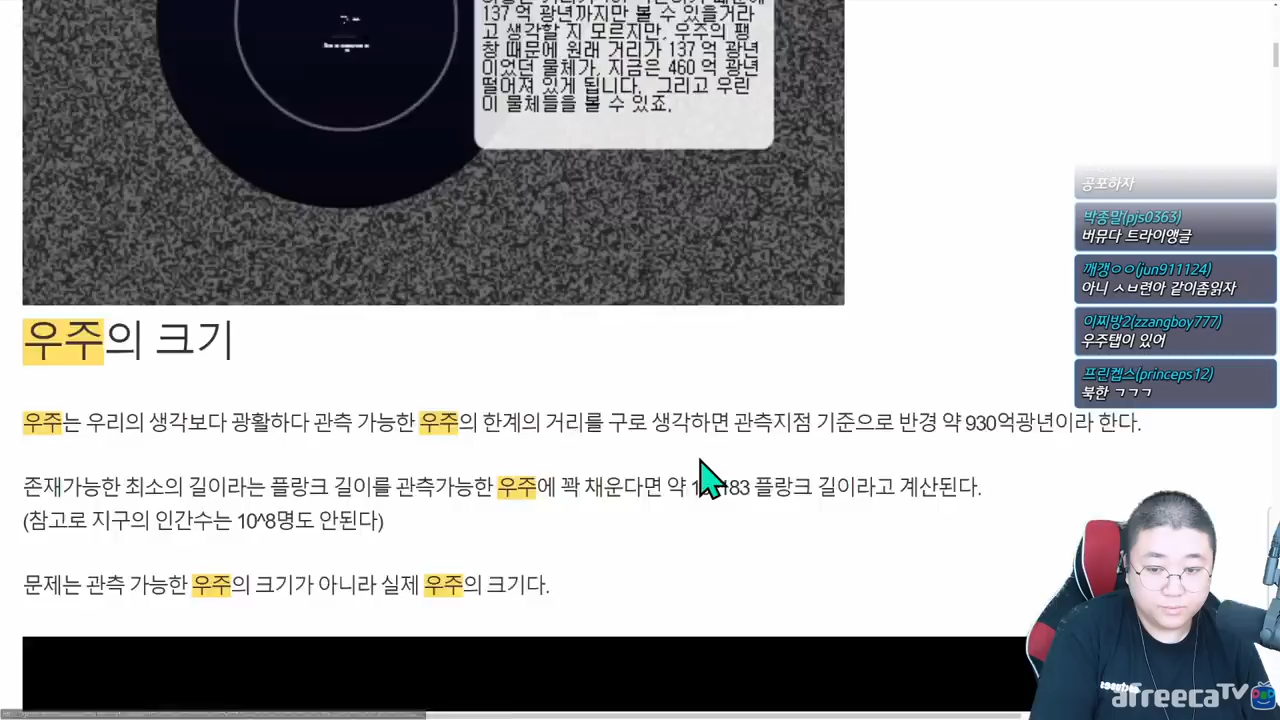 137 억 광년까지만 볼 수 있을거라
고 생각할 지 모르지만, 우주의 팽
창 때문에 원래 거리가 137 억 광년
이었던 물체가, 지금은 460 억 광년
떨어져 있게 됩니다. 그리고 우린
이 물체들을 볼 수 있죠.
우주의 크기
우주는 우리의 생각보다 광활하다 관측 가능한 우주의 한계의 거리를 구로 생각하면 관측지점 기준으로 반경 약 930억광년이라 한다.
존재가능한 최소의 길이라는 플랑크 길이를 관측가능한 우주에 꽉 채운다면 약 183 플랑크 길이라고 계산된다.
(참고로 지구의 인간수는 10^8명도 안된다)
문제는 관측 가능한 우주의 크기가 아니라 실제 우주의 크기다.
공포하자
박종말(pjs0363)
버뮤다 트라이앵글
깨갱ㅇㅇ(jun911124)
아니 ㅅㅂ련아 같이좀읽자
이찌방2(zzangboy777)
우주탭이 있어
프린켑스(princeps12)
북한 ㄱㄱㄱ
afreecaTV